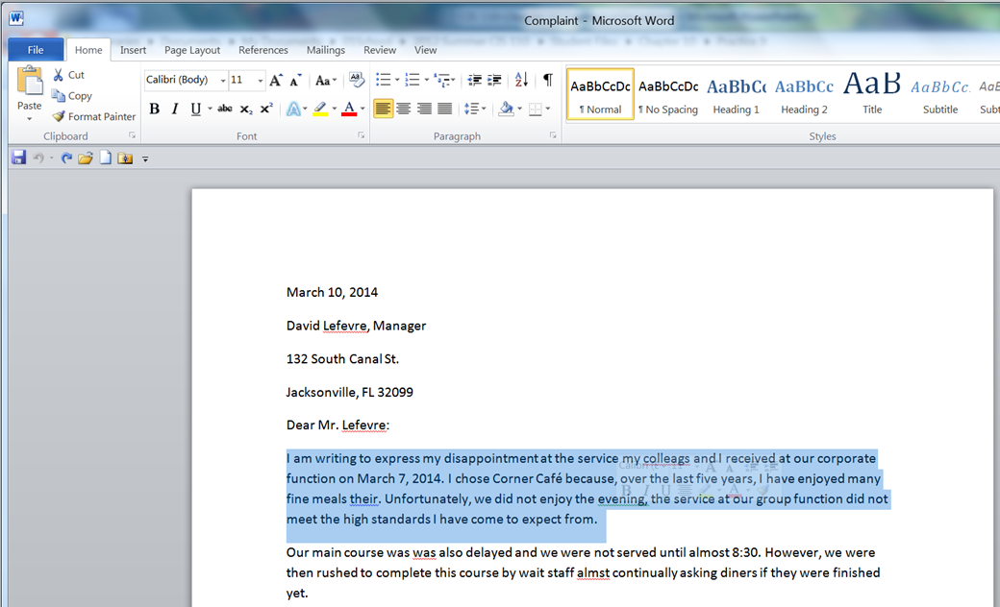 Complaint - Microsoft Word
File Home Insert Page Layout References Mailings Review View
Cut
Copy
Format Painter
Paste
Calibri (Body) 11
AaBbCcDc AaBbCcDc AaBbCc AaBbCc AaB AaBbCc.
¶ Normal ¶ No Spacing Heading 1 Heading 2 Title Subtitle
Clipboard Font Paragraph Styles
March 10, 2014
David Lefevre, Manager
132 South Canal St.
Jacksonville, FL 32099
Dear Mr. Lefevre:
I am writing to express my disappointment at the service my colleags and I received at our corporate
function on March 7, 2014. I chose Corner Café because, over the last five years, I have enjoyed many
fine meals their. Unfortunately, we did not enjoy the evening, the service at our group function did not
meet the high standards I have come to expect from.
Our main course was was also delayed and we were not served until almost 8:30. However, we were
then rushed to complete this course by wait staff almst continually asking diners if they were finished
yet.